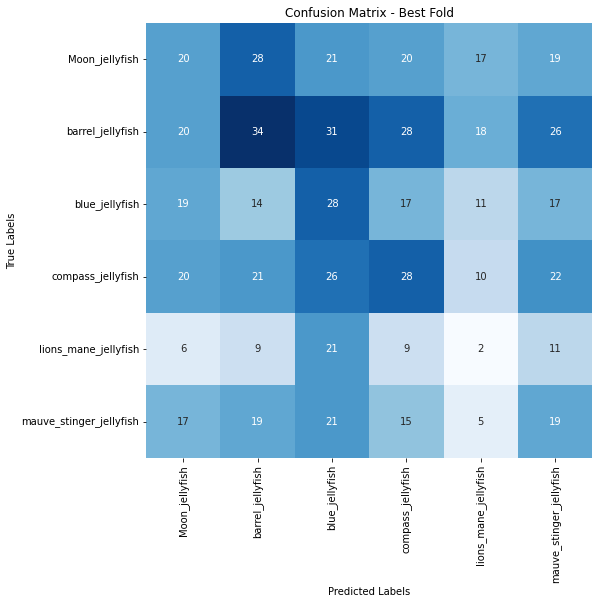 Confusion Matrix - Best Fold
True Labels
Moon_jellyfish 20 28 21 20 17 19
barrel_jellyfish 20 34 31 28 18 26
blue_jellyfish 19 14 28 17 11 17
compass_jellyfish 20 21 26 28 10 22
lions_mane_jellyfish 6 9 21 9 2 11
mauve_stinger_jellyfish 17 19 21 15 5 19
Moon_jellyfish barrel_jellyfish blue_jellyfish compass_jellyfish lions_mane_jellyfish mauve_stinger_jellyfish
Predicted Labels